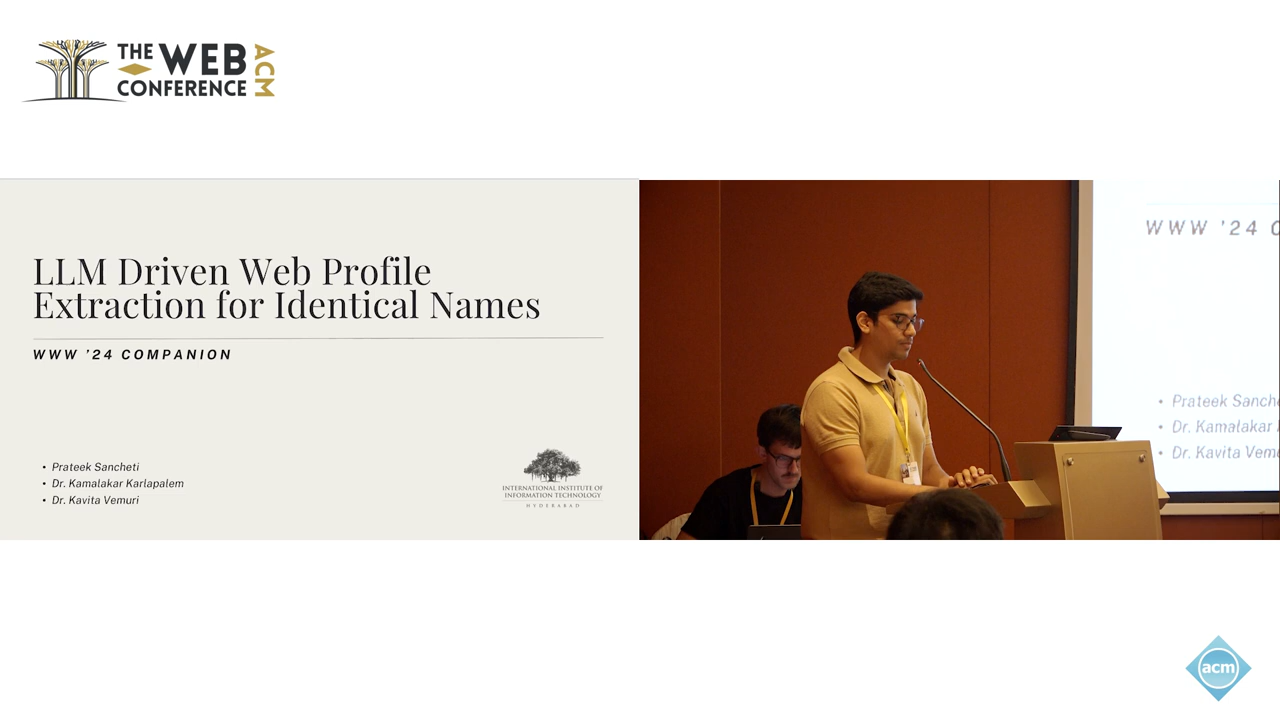 THE WEB
CONFERENCE
ACM
LLM Driven Web Profile
Extraction for Identical Names
WWW '24 COMPANION
• Prateek Sancheti
• Dr. Kamalakar Karlapalem
• Dr. Kavita Vemuri
INTERNATIONAL INSTITUTE OF
INFORMATION TECHNOLOGY
HYDERABAD
WWW '24 C
• Prateek Sanch
• Dr. Kamalakar
• Dr. Kavita Vem
acm